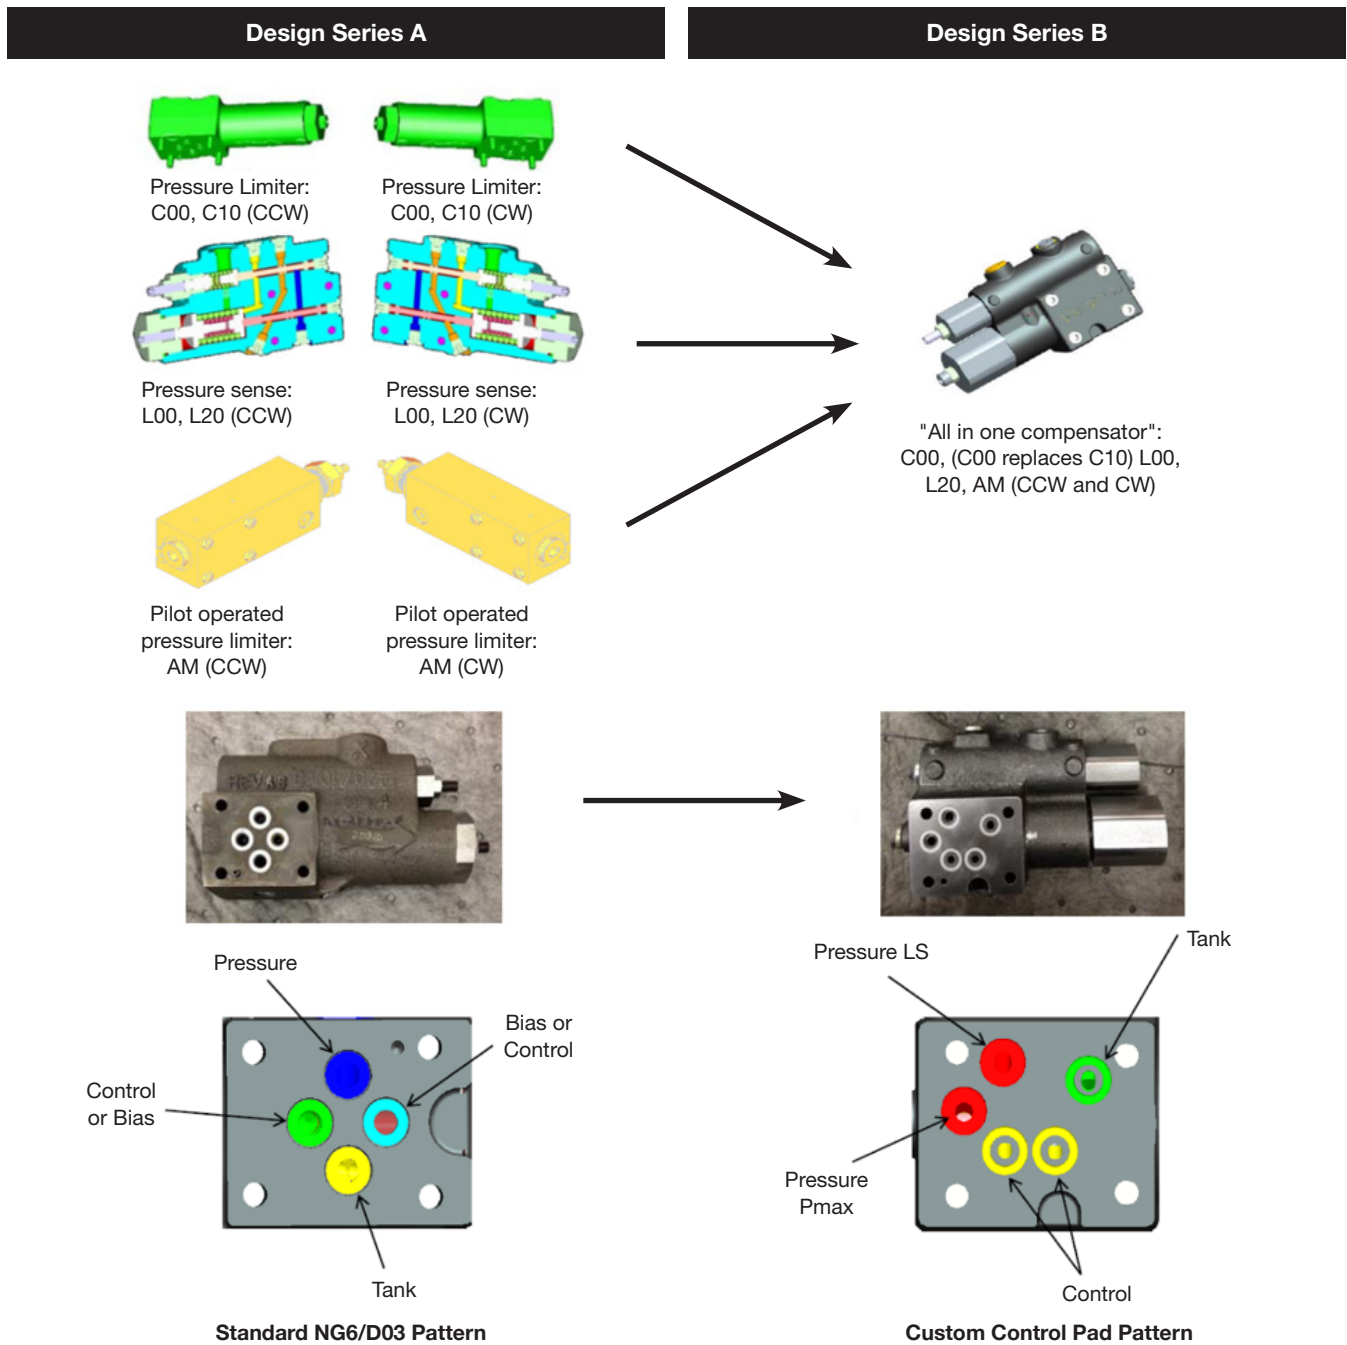 Design Series A
Design Series B
Pressure Limiter:
C00, C10 (CCW)
Pressure Limiter:
C00, C10 (CW)
Pressure sense:
L00, L20 (CCW)
Pressure sense:
L00, L20 (CW)
"All in one compensator":
C00, (C00 replaces C10) L00,
L20, AM (CCW and CW)
Pilot operated
pressure limiter:
AM (CCW)
Pilot operated
pressure limiter:
AM (CW)
Pressure
Bias or
Control
Control
or Bias
Tank
Standard NG6/D03 Pattern
Pressure LS
Tank
Pressure
Pmax
Control
Custom Control Pad Pattern